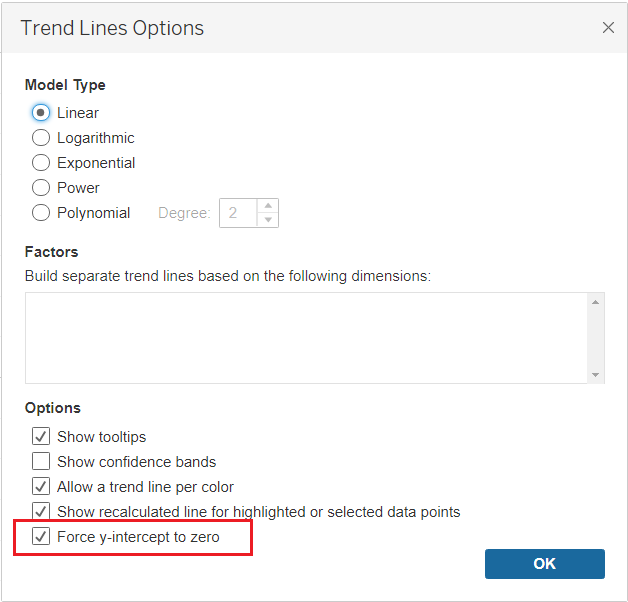 Trend Lines Options
Model Type
Linear
Logarithmic
Exponential
Power
Polynomial Degree: 2
Factors
Build separate trend lines based on the following dimensions:
Options
Show tooltips
Show confidence bands
Allow a trend line per color
Show recalculated line for highlighted or selected data points
Force y-intercept to zero
OK